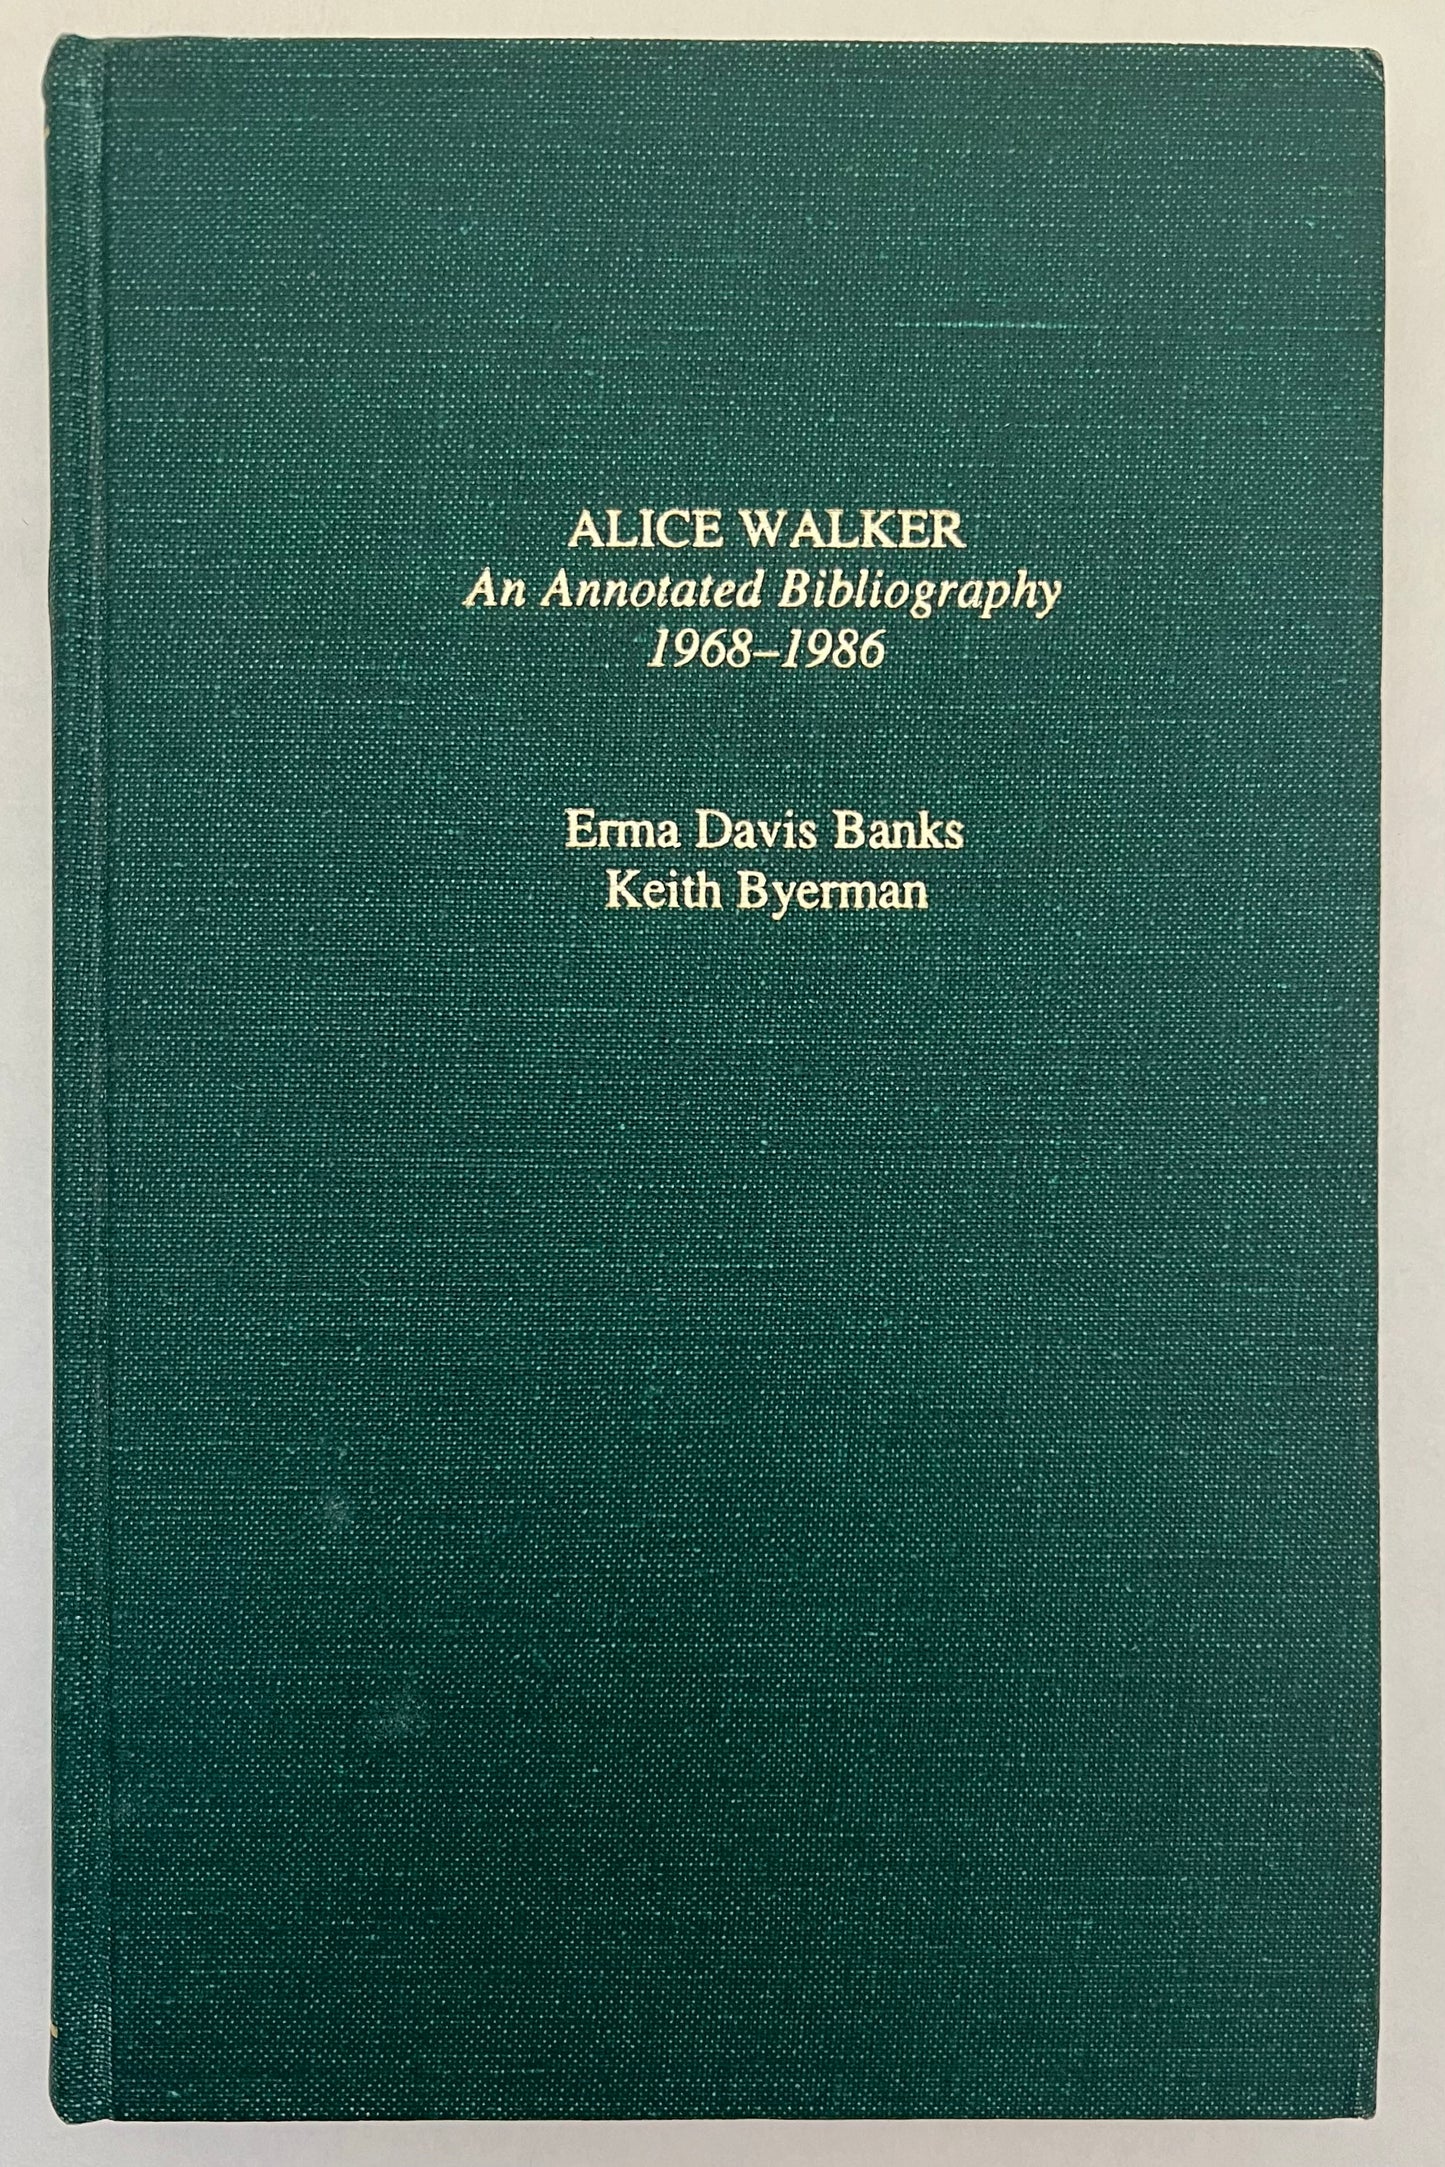 ALICE WALKER
An Annotated Bibliography
1968–1986
Erma Davis Banks
Keith Byerman